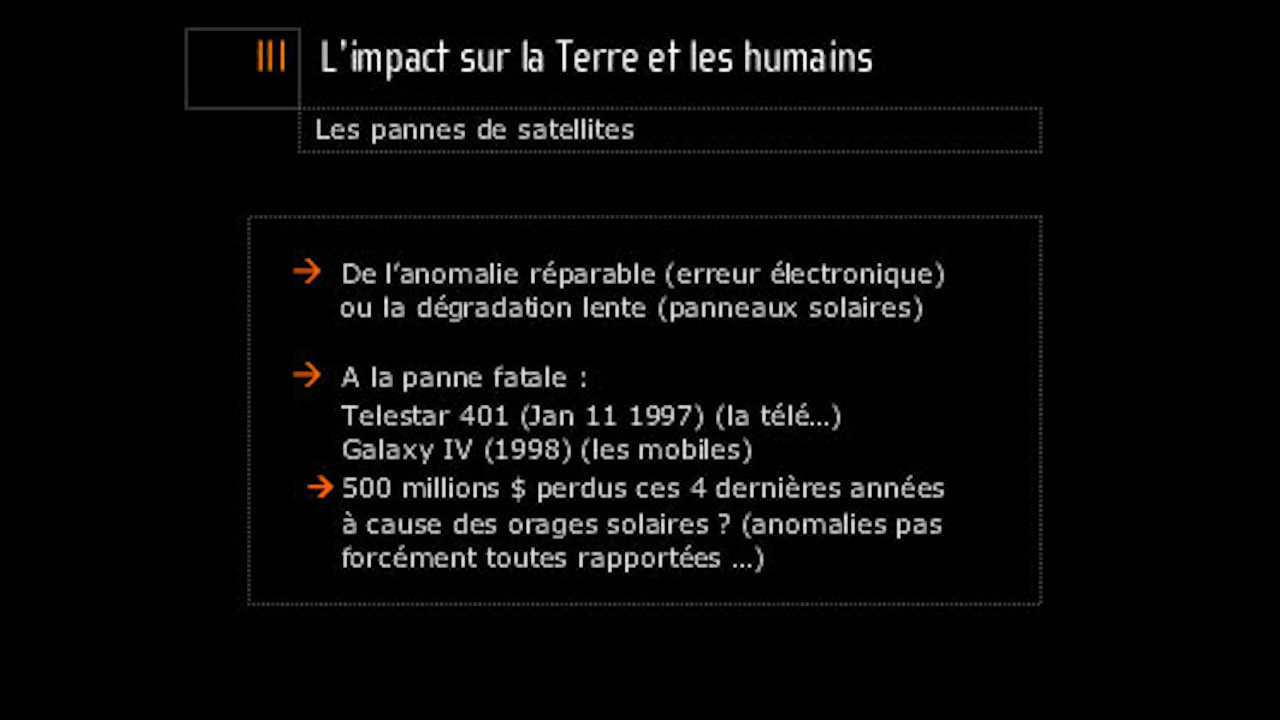 III L'impact sur la Terre et les humains
Les pannes de satellites
→ De l'anomalie réparable (erreur électronique)
ou la dégradation lente (panneaux solaires)
→ A la panne fatale :
Telestar 401 (Jan 11 1997) (la télé...)
Galaxy IV (1998) (les mobiles)
→ 500 millions $ perdus ces 4 dernières années
à cause des orages solaires ? (anomalies pas
forcément toutes rapportées ...)